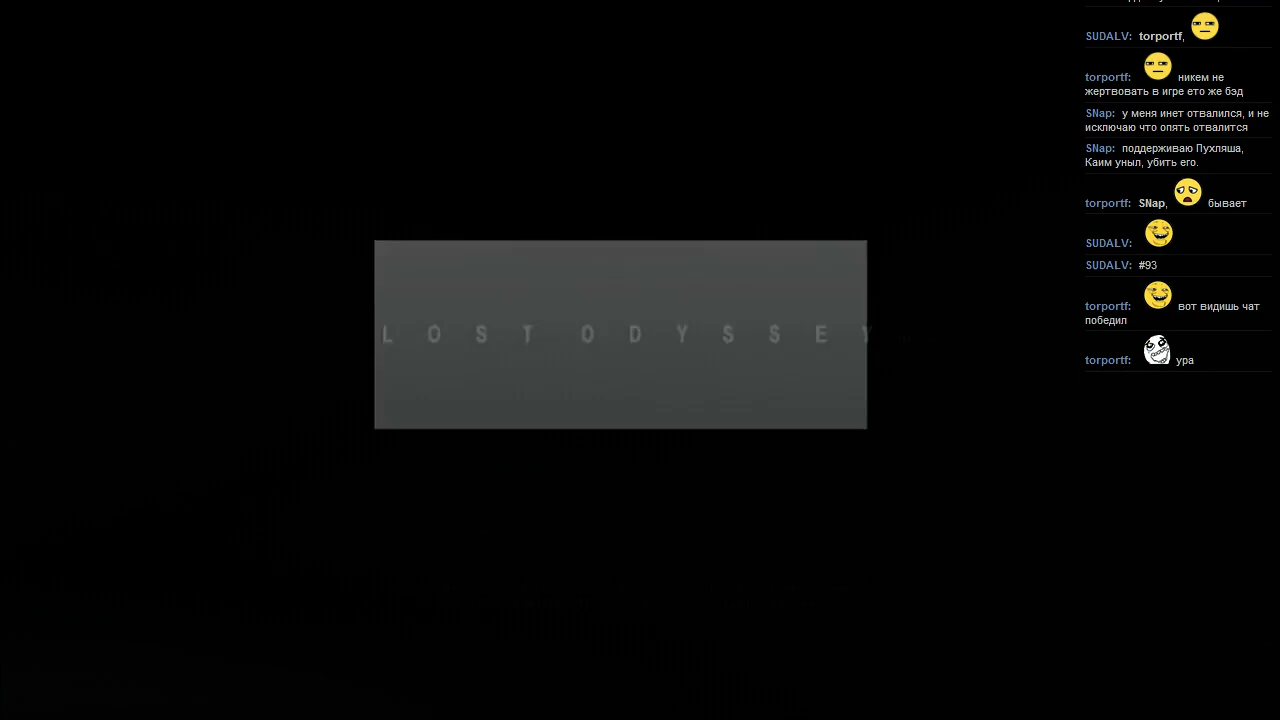 SUDALV: torportf,
torportf: никем не
жертвовать в игре ето же бэд
SNap: у меня инет отвалился, и не
исключаю что опять отвалится
SNap: поддерживаю Пухляша,
Каим уныл, убить его.
torportf: SNap, бывает
SUDALV:
SUDALV: #93
torportf: вот видишь чат
победил
torportf: ура
LOST ODYSSEY